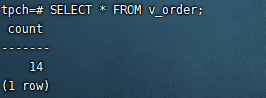 tpch=# SELECT * FROM v_order;
count
-------
14
(1 row)